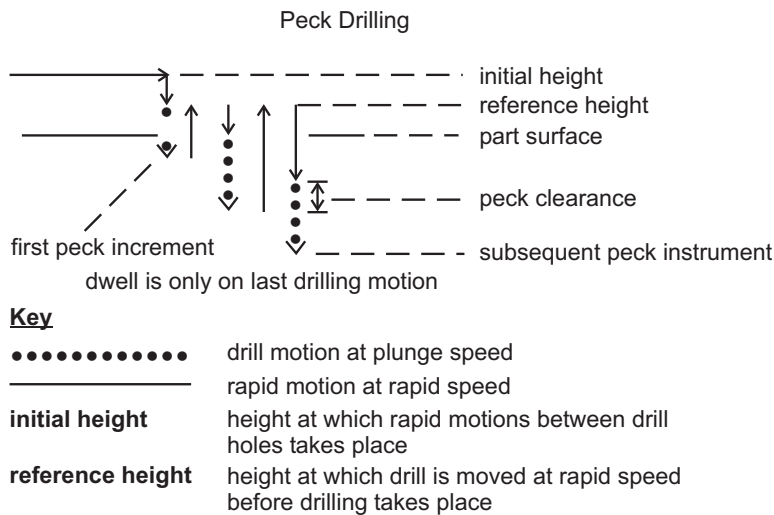 Peck Drilling
initial height
reference height
part surface
peck clearance
first peck increment
subsequent peck instrument
dwell is only on last drilling motion
Key
drill motion at plunge speed
rapid motion at rapid speed
initial height height at which rapid motions between drill
holes takes place
reference height height at which drill is moved at rapid speed
before drilling takes place